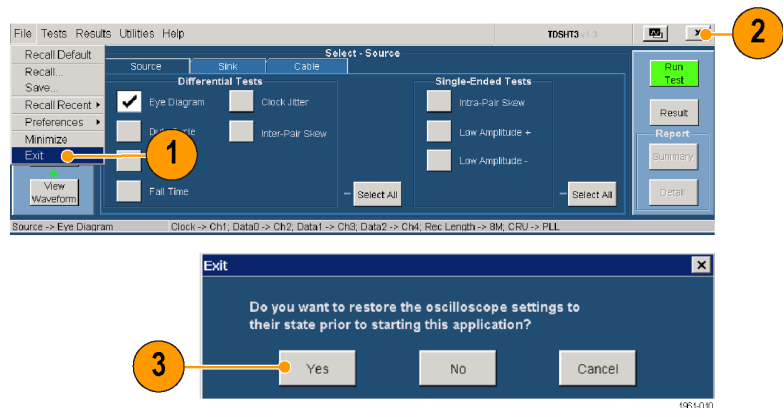 File Tests Results Utilities Help
TDSHT3 v1.3
2
Recall Default
Recall...
Save...
Recall Recent
Preferences
Minimize
Exit
1
View
Waveform
Select - Source
Source Sink Cable
Differential Tests
Eye Diagram
Clock Jitter
Inter-Pair Skew
Fall Time
Select All
Single-Ended Tests
Intra-Pair Skew
Low Amplitude +
Low Amplitude -
Select All
Run
Test
Result
Report
Summary
Detail
Source -> Eye Diagram Clock -> Ch1; Data0 -> Ch2; Data1 -> Ch3; Data2 -> Ch4; Rec Length -> 8M; CRU -> PLL
Exit
Do you want to restore the oscilloscope settings to
their state prior to starting this application?
3
Yes No Cancel
1961-010